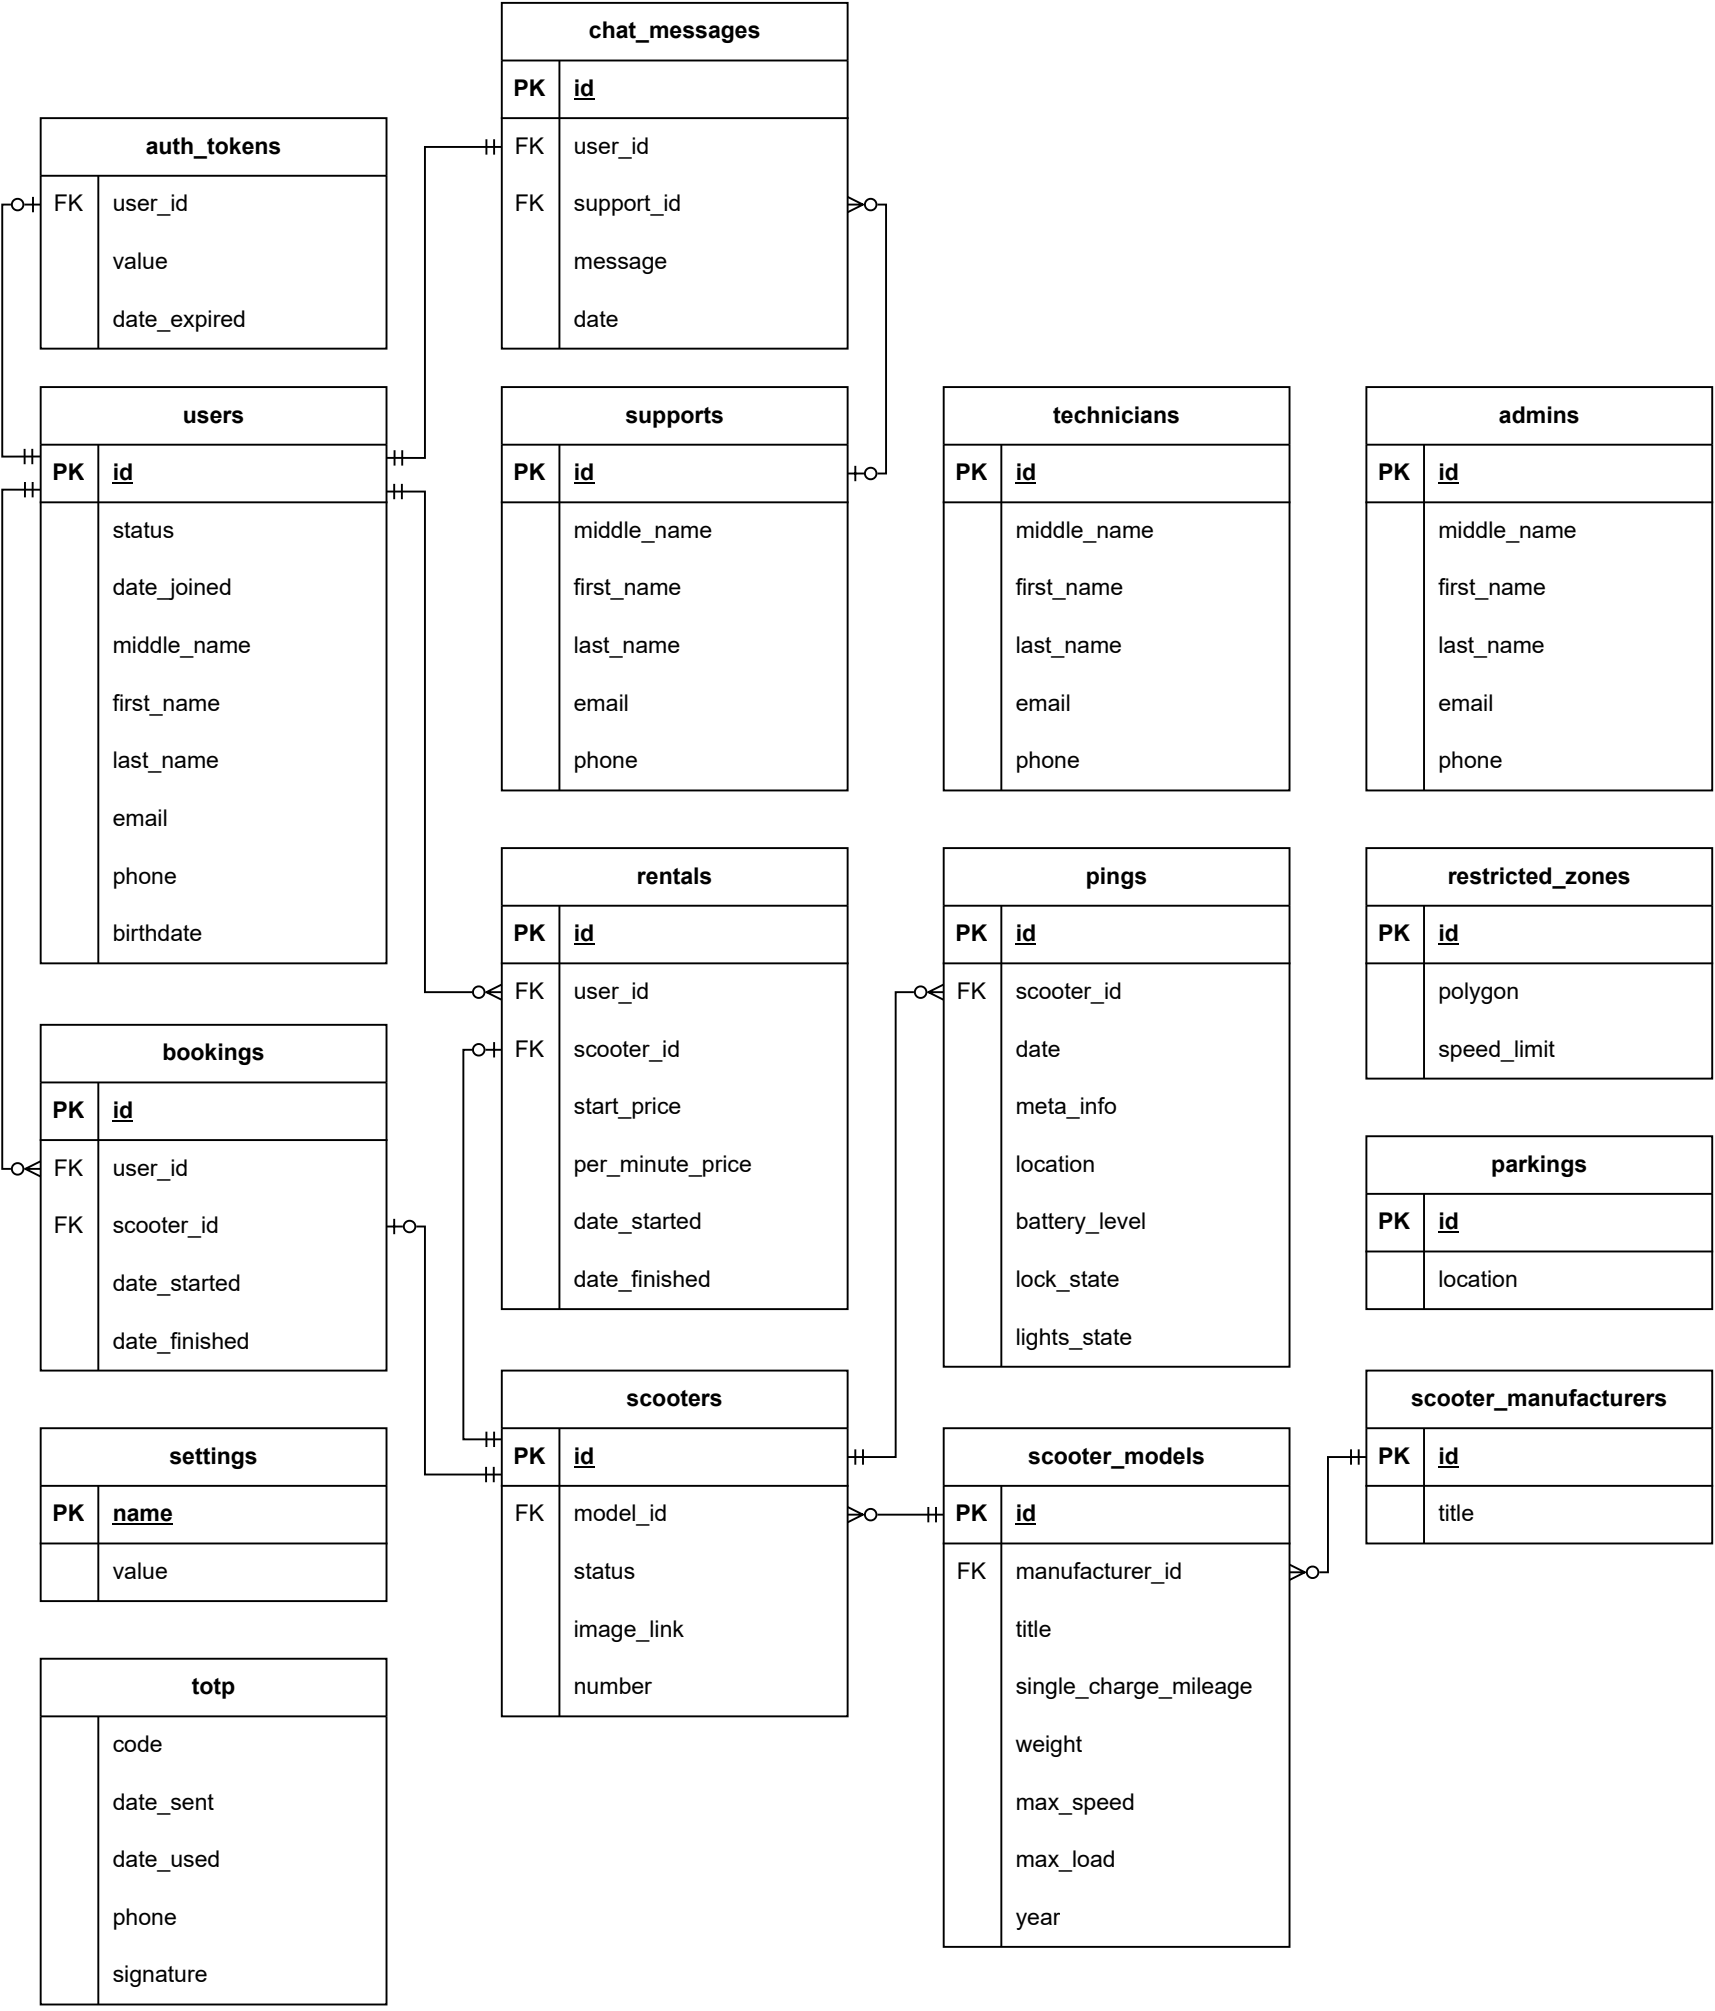 chat_messages
PK id
FK user_id
FK support_id
message
date
auth_tokens
FK user_id
value
date_expired
users
PK id
status
date_joined
middle_name
first_name
last_name
email
phone
birthdate
supports
PK id
middle_name
first_name
last_name
email
phone
technicians
PK id
middle_name
first_name
last_name
email
phone
admins
PK id
middle_name
first_name
last_name
email
phone
rentals
PK id
FK user_id
FK scooter_id
start_price
per_minute_price
date_started
date_finished
pings
PK id
FK scooter_id
date
meta_info
location
battery_level
lock_state
lights_state
restricted_zones
PK id
polygon
speed_limit
bookings
PK id
FK user_id
FK scooter_id
date_started
date_finished
parkings
PK id
location
scooters
PK id
FK model_id
status
image_link
number
scooter_manufacturers
PK id
title
settings
PK name
value
scooter_models
PK id
FK manufacturer_id
title
single_charge_mileage
weight
max_speed
max_load
year
totp
code
date_sent
date_used
phone
signature